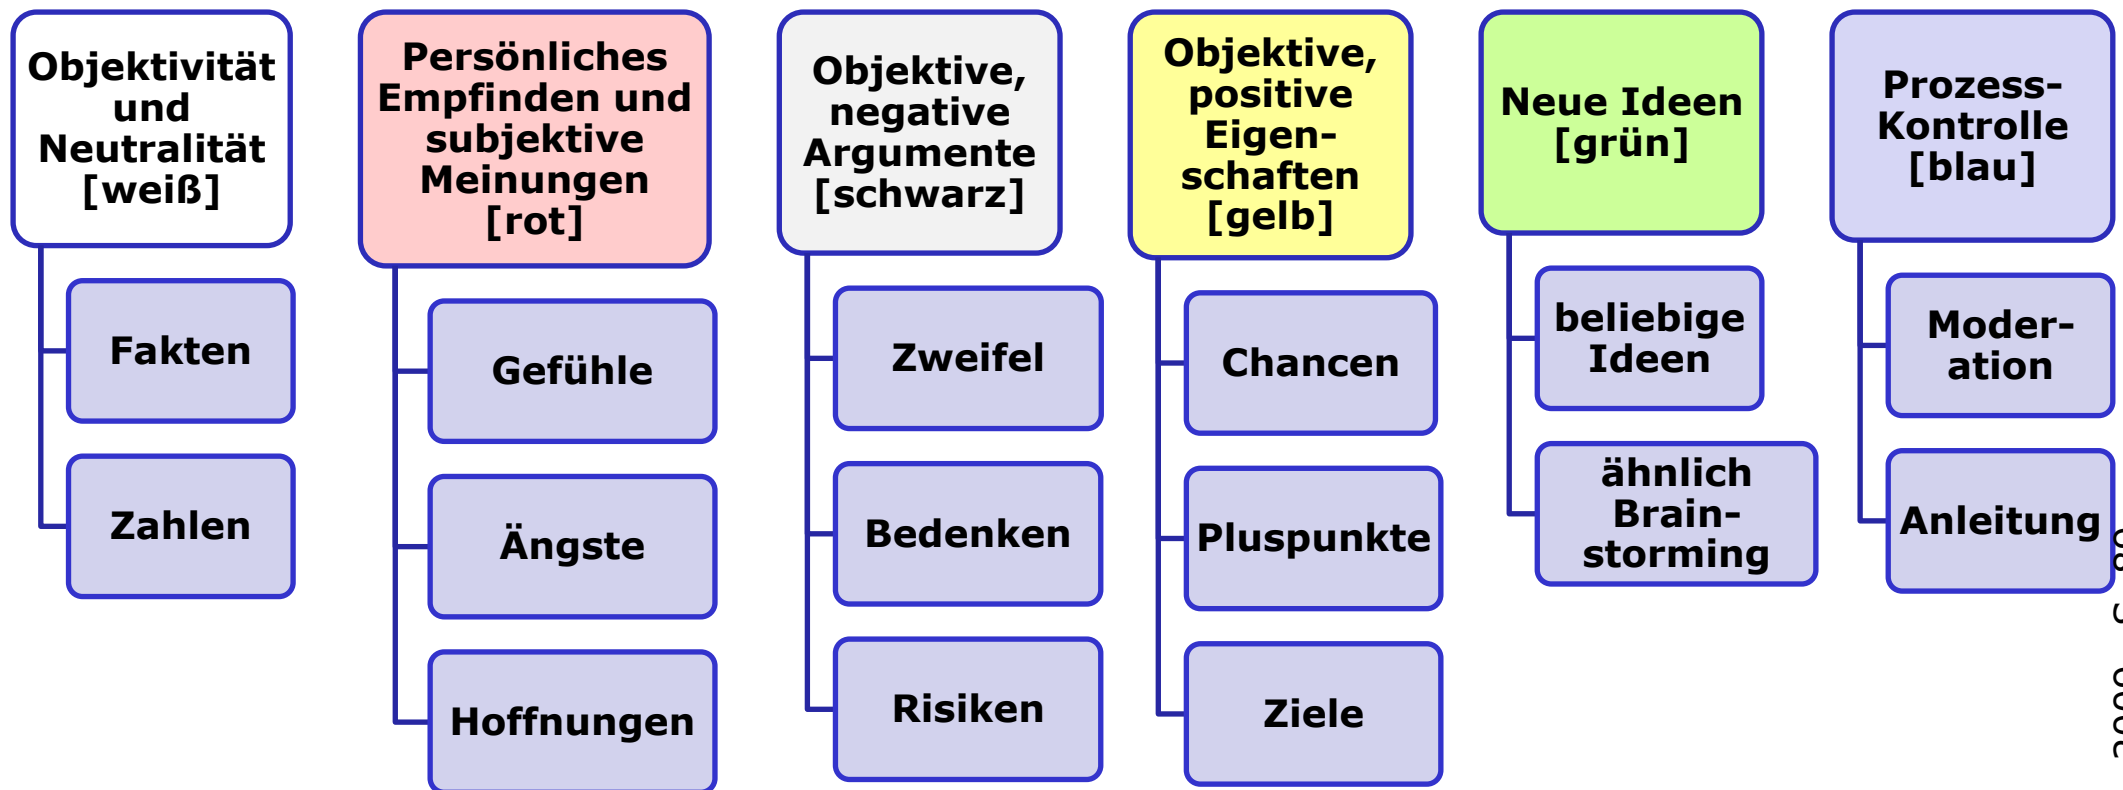 Objektivität
und
Neutralität
[weiß]
Fakten
Zahlen
Persönliches
Empfinden und
subjektive
Meinungen
[rot]
Gefühle
Ängste
Hoffnungen
Objektive,
negative
Argumente
[schwarz]
Zweifel
Bedenken
Risiken
Objektive,
positive
Eigen-
schaften
[gelb]
Chancen
Pluspunkte
Ziele
Neue Ideen
[grün]
beliebige
Ideen
ähnlich
Brain-
storming
Prozess-
Kontrolle
[blau]
Moder-
ation
Anleitung